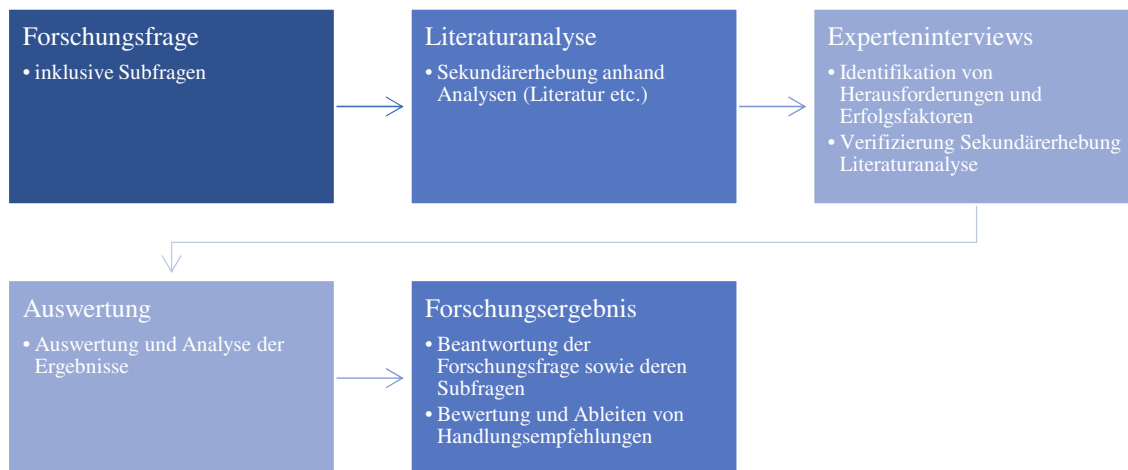 Forschungsfrage
• inklusive Subfragen
Literaturanalyse
• Sekundärerhebung anhand
Analysen (Literatur etc.)
Experteninterviews
• Identifikation von
Herausforderungen und
Erfolgsfaktoren
• Verifizierung Sekundärerhebung
Literaturanalyse
Auswertung
• Auswertung und Analyse der
Ergebnisse
Forschungsergebnis
• Beantwortung der
Forschungsfrage sowie deren
Subfragen
• Bewertung und Ableiten von
Handlungsempfehlungen